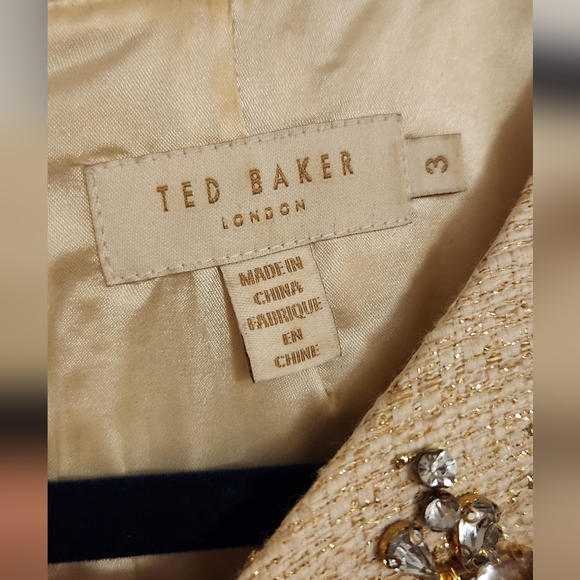 TED BAKER
LONDON
3
MADE IN
CHINA
FABRIQUE
EN
CHINE